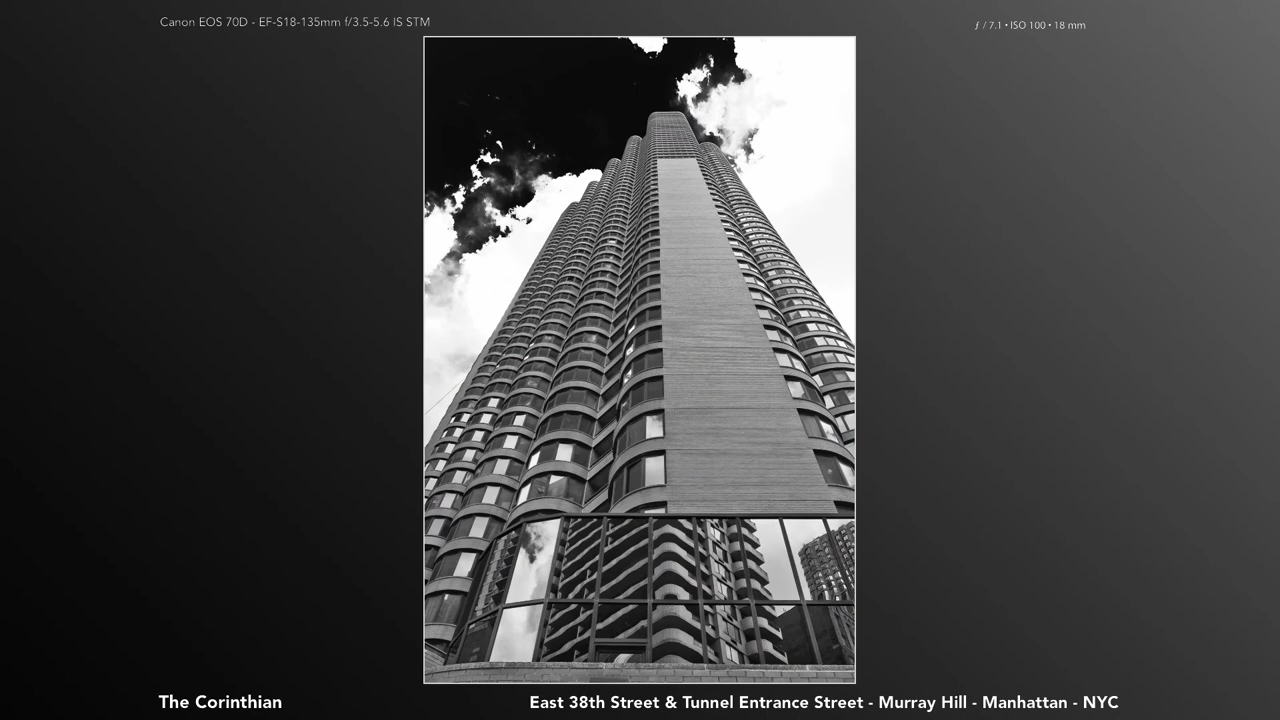 Canon EOS 70D - EF-S18-135mm f/3.5-5.6 IS STM
ƒ / 7.1 • ISO 100 • 18 mm
The Corinthian
East 38th Street & Tunnel Entrance Street - Murray Hill - Manhattan - NYC